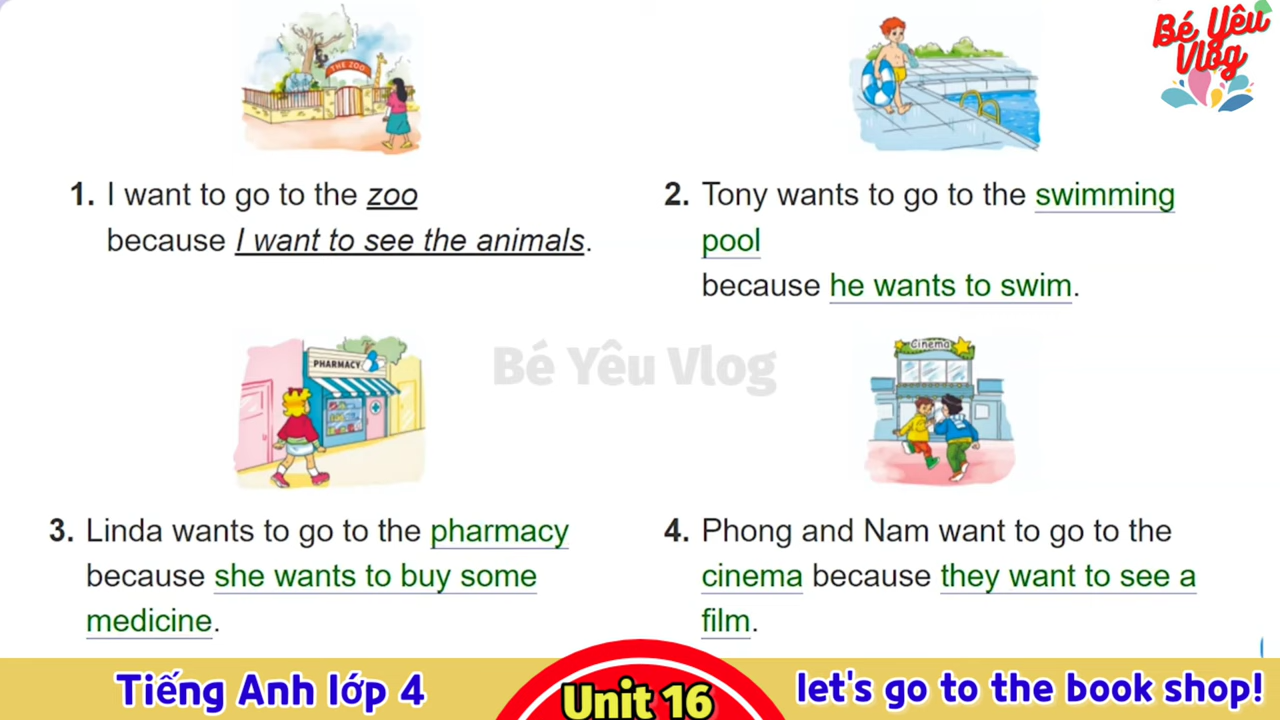 Bé Yêu
Vlog
THE ZOO
1. I want to go to the zoo
because I want to see the animals.
2. Tony wants to go to the swimming
pool
because he wants to swim.
PHARMACY
Cinema
Bé Yêu Vlog
3. Linda wants to go to the pharmacy
because she wants to buy some
medicine.
4. Phong and Nam want to go to the
cinema because they want to see a
film.
Tiếng Anh lớp 4
Unit 16
let's go to the book shop!